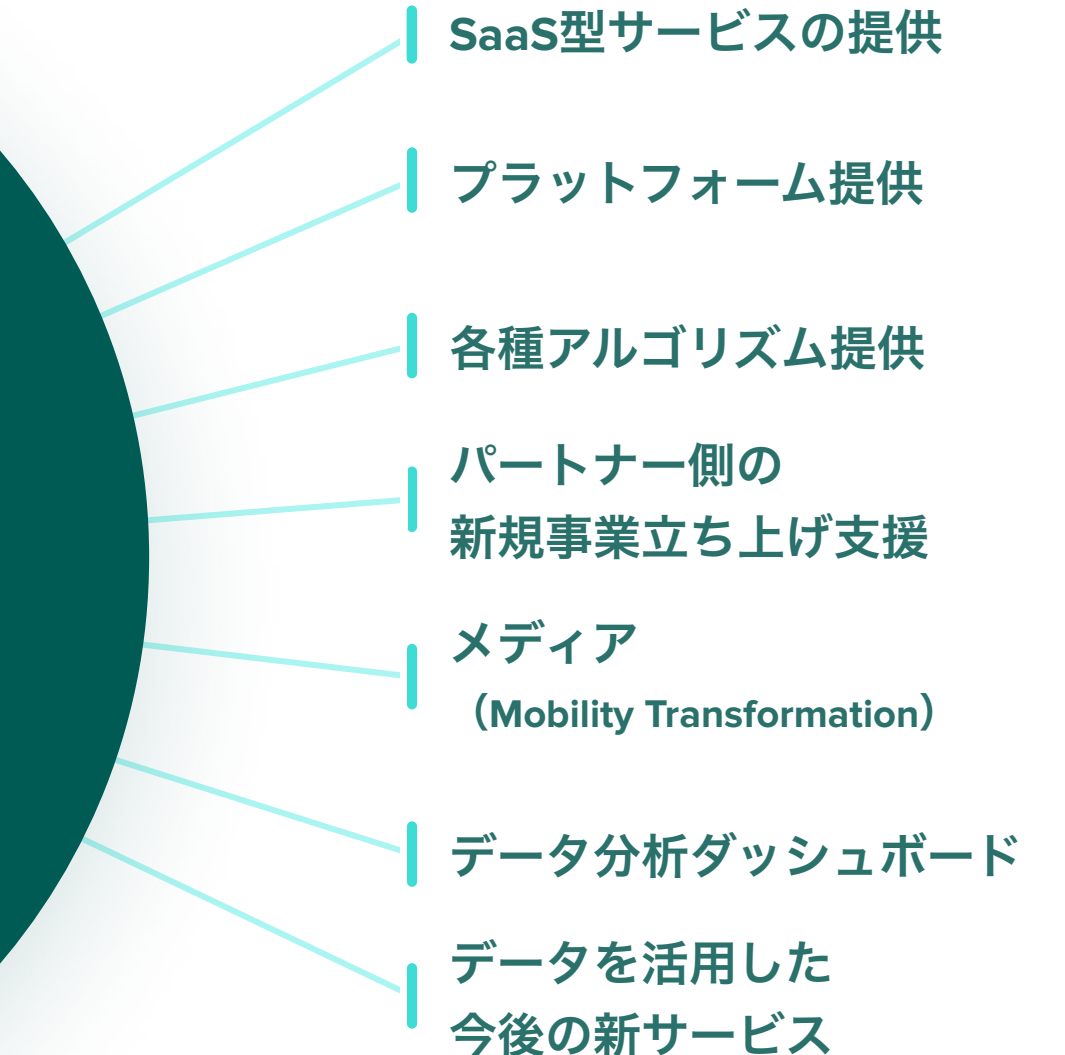 SaaS型サービスの提供
プラットフォーム提供
各種アルゴリズム提供
パートナー側の
新規事業立ち上げ支援
メディア
（Mobility Transformation）
データ分析ダッシュボード
データを活用した
今後の新サービス